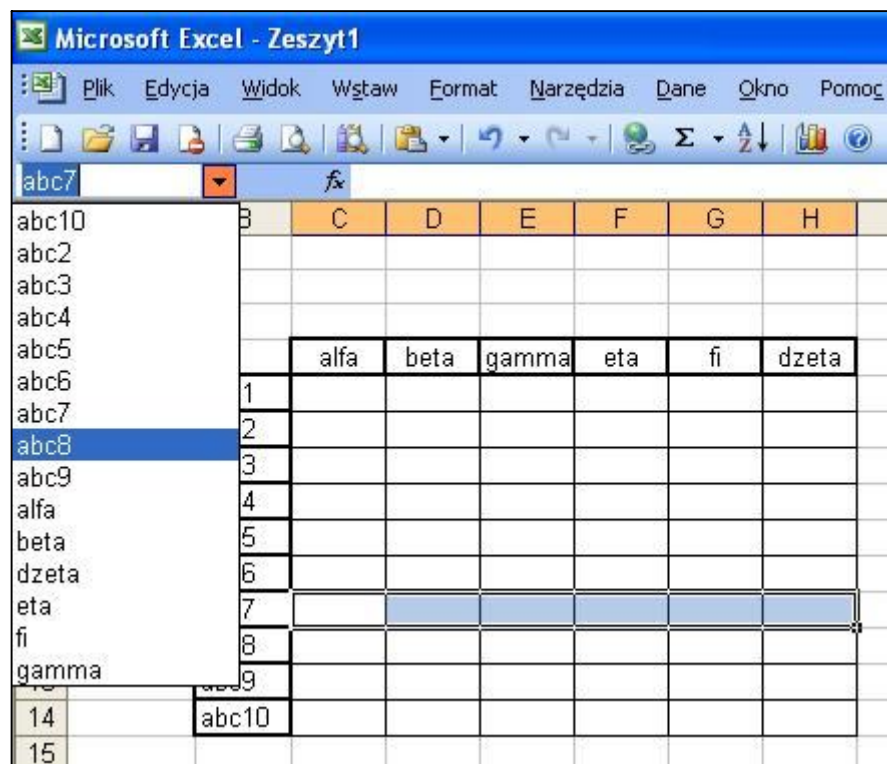 Microsoft Excel - Zeszyt1
Plik Edycja Widok Wstaw Format Narzędzia Dane Okno Pomoc
Σ A Z
abc7 fx
abc10 B C D E F G H
abc2
abc3
abc4
abc5 alfa beta gamma eta fi dzeta
abc6 1
abc7 2
abc8 3
abc9 4
alfa 5
beta 6
dzeta 7
eta 8
fi 9
gamma
14 abc10
15